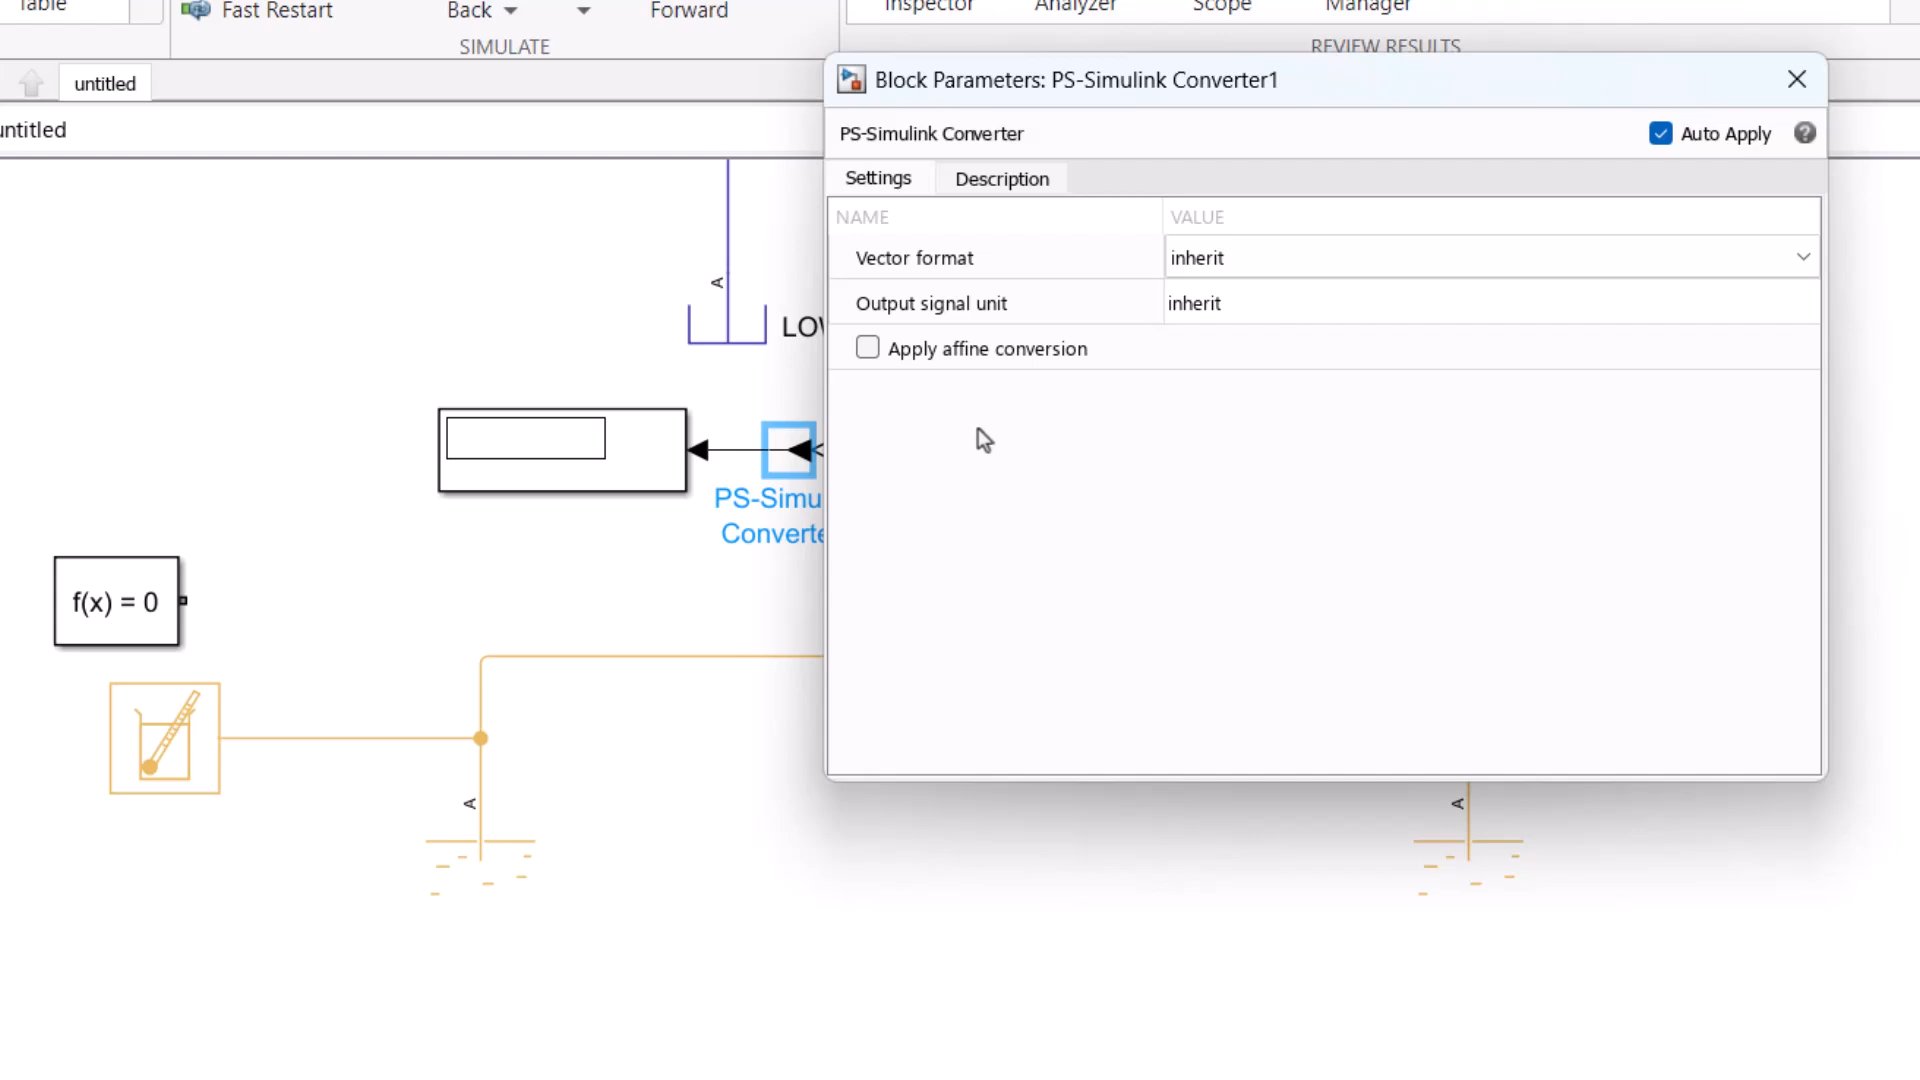 Table
Fast Restart
Back
Forward
Inspector
Analyzer
Scope
Manager
SIMULATE
REVIEW RESULTS
untitled
untitled
Block Parameters: PS-Simulink Converter1
PS-Simulink Converter
Auto Apply
Settings
Description
NAME
VALUE
Vector format
inherit
Output signal unit
inherit
Apply affine conversion
A
LOW
PS-Simu
Converte
f(x) = 0
A
A